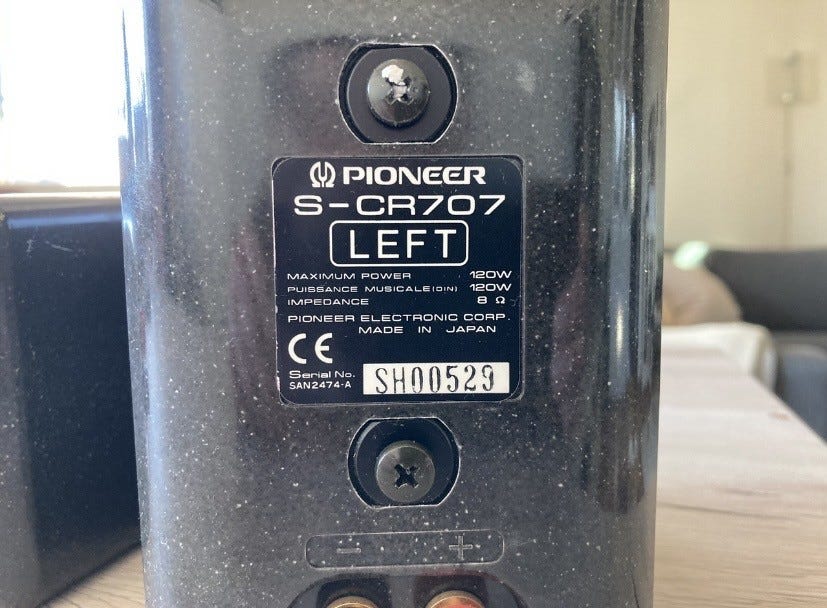 PIONEER
S-CR707
LEFT
MAXIMUM POWER 120W
PUISSANCE MUSICALE(DIN) 120W
IMPEDANCE 8 Ω
PIONEER ELECTRONIC CORP.
MADE IN JAPAN
CE
Serial No.
SAN2474-A SH00529
− +